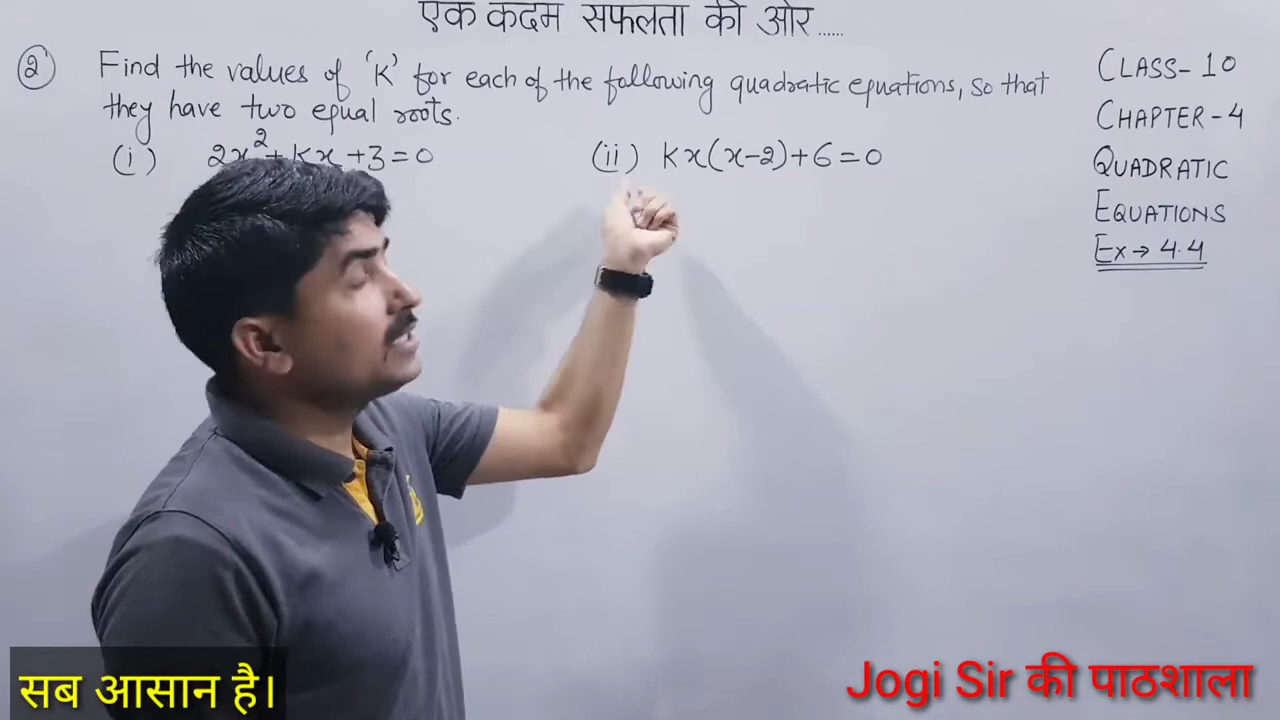 एक कदम सफलता की ओर......
② Find the values of 'K' for each of the following quadratic equations, so that
they have two equal roots.
(i) 2x²+Kx+3=0 (ii) Kx(x-2)+6=0
CLASS-10
CHAPTER-4
QUADRATIC
EQUATIONS
Ex→4.4
सब आसान है।
Jogi Sir की पाठशाला